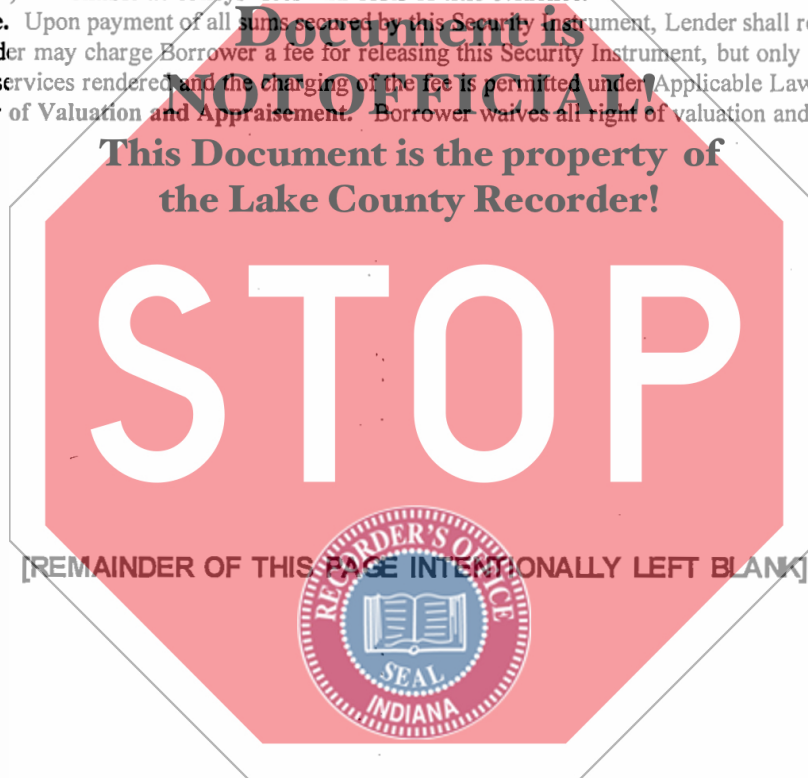 Document is
e. Upon payment of all sums secured by this Security Instrument, Lender shall
der may charge Borrower a fee for releasing this Security Instrument, but only
services rendered and the charging of the fee is permitted under Applicable Law
NOT OFFICIAL!
of Valuation and Appraisement. Borrower waives all right of valuation and
This Document is the property of
the Lake County Recorder!
STOP
[REMAINDER OF THIS PAGE INTENTIONALLY LEFT BLANK]
RECORDER'S OFFICE
SEAL
INDIANA